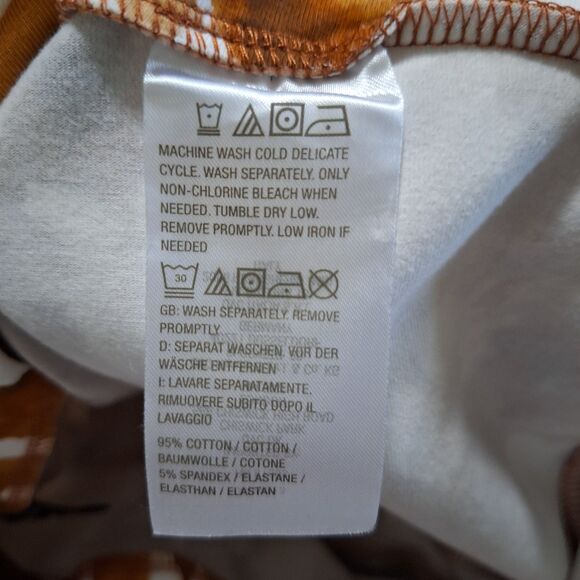 MACHINE WASH COLD DELICATE
CYCLE. WASH SEPARATELY. ONLY
NON-CHLORINE BLEACH WHEN
NEEDED. TUMBLE DRY LOW.
REMOVE PROMPTLY. LOW IRON IF
NEEDED
30
GB: WASH SEPARATELY. REMOVE
PROMPTLY
D: SEPARAT WASCHEN. VOR DER
WÄSCHE ENTFERNEN
I: LAVARE SEPARATAMENTE.
RIMUOVERE SUBITO DOPO IL
LAVAGGIO
95% COTTON / COTTON /
BAUMWOLLE / COTONE
5% SPANDEX / ELASTANE /
ELASTHAN / ELASTAN